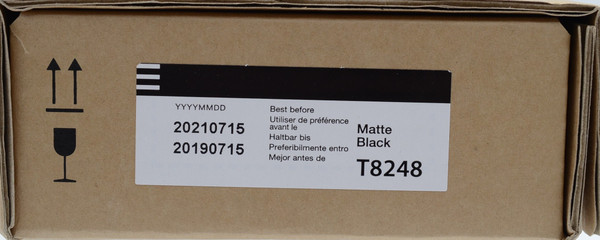 YYYYMMDD
20210715
20190715
Best before
Utiliser de préférence
avant le
Haltbar bis
Preferibilmente entro
Mejor antes de
Matte
Black
T8248